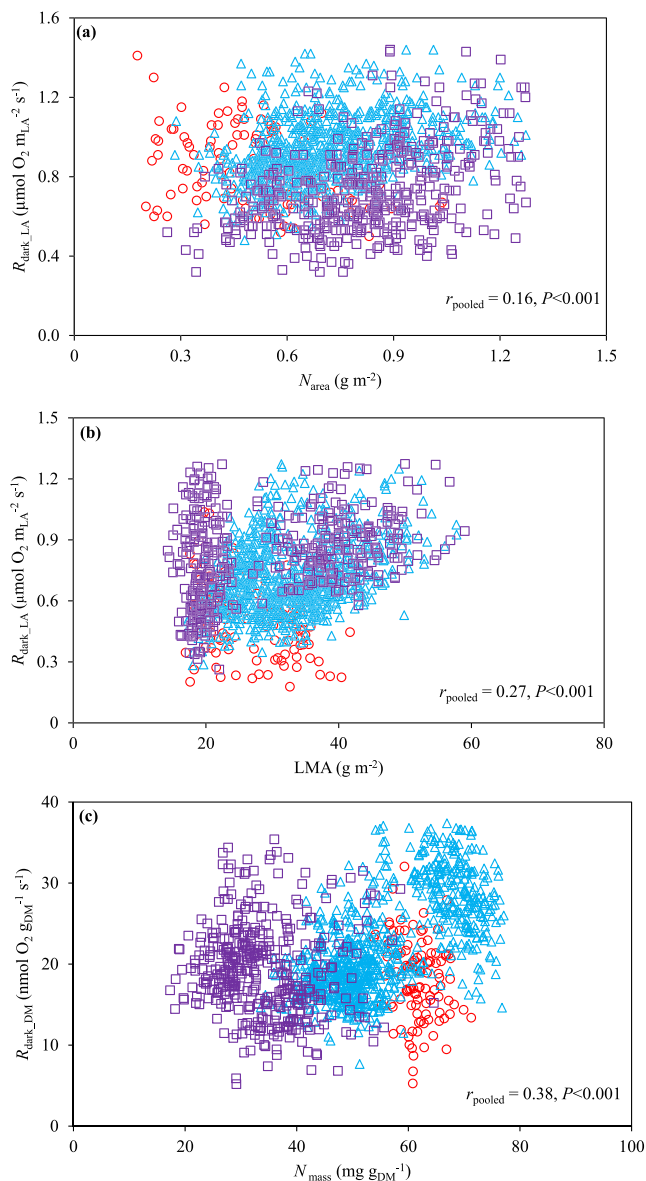 (a)
1.6
1.2
0.8
0.4
0.0
R_dark_LA (µmol O₂ m_LA⁻² s⁻¹)
r_pooled = 0.16, P<0.001
0 0.3 0.6 0.9 1.2 1.5
N_area (g m⁻²)
(b)
1.5
1.2
0.9
0.6
0.3
0
R_dark_LA (µmol O₂ m_LA⁻² s⁻¹)
r_pooled = 0.27, P<0.001
0 20 40 60 80
LMA (g m⁻²)
(c)
40
30
20
10
0
R_dark_DM (nmol O₂ g_DM⁻¹ s⁻¹)
r_pooled = 0.38, P<0.001
0 20 40 60 80 100
N_mass (mg g_DM⁻¹)